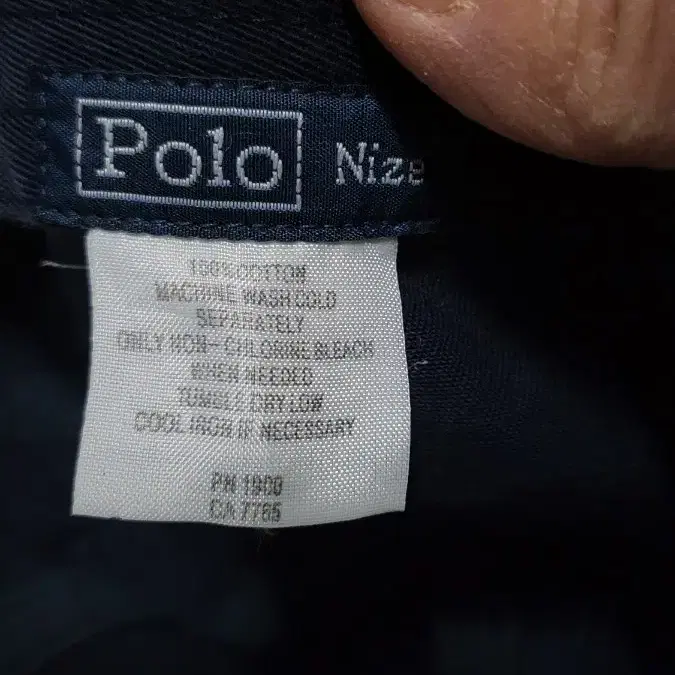 Polo Nize
100% COTTON
MACHINE WASH COLD
SEPARATELY
ONLY NON-CHLORINE BLEACH
WHEN NEEDED
TUMBLE DRY LOW
COOL IRON IF NECESSARY
PN 1900
CA 7765